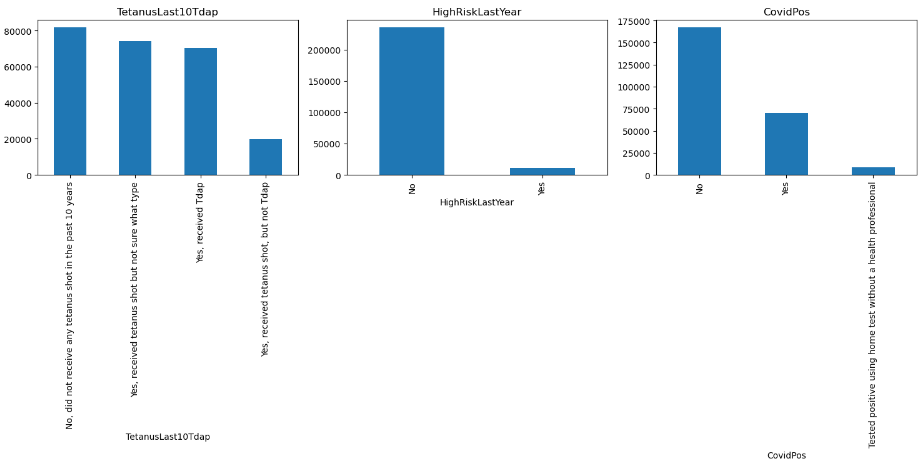 TetanusLast10Tdap
80000
60000
40000
20000
0
No, did not receive any tetanus shot in the past 10 years
Yes, received tetanus shot but not sure what type
Yes, received Tdap
Yes, received tetanus shot, but not Tdap
TetanusLast10Tdap
HighRiskLastYear
200000
150000
100000
50000
0
No
Yes
HighRiskLastYear
CovidPos
175000
150000
125000
100000
75000
50000
25000
0
No
Yes
Tested positive using home test without a health professional
CovidPos